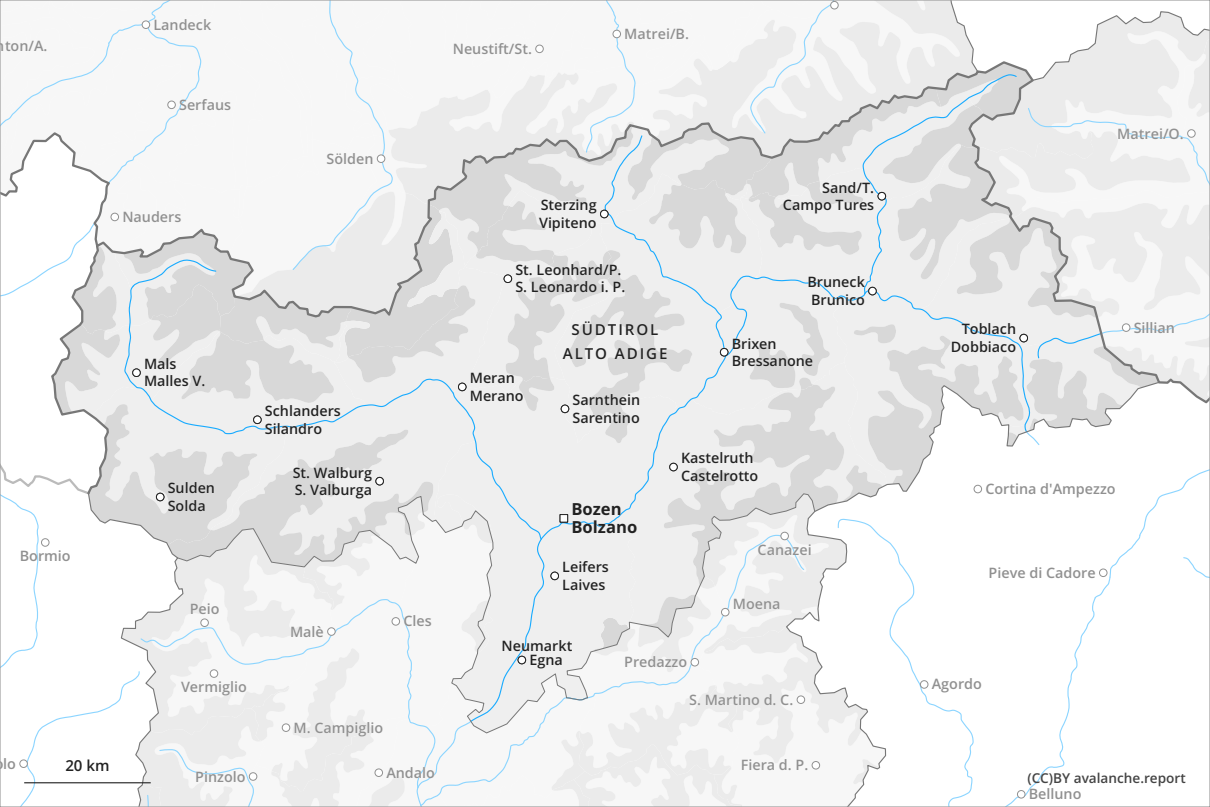 Landeck
nton/A.
Neustift/St.
Matrei/B.
Serfaus
Matrei/O.
Sölden
Sand/T.
Campo Tures
Sterzing
Vipiteno
Nauders
St. Leonhard/P.
S. Leonardo i. P.
Bruneck
Brunico
SÜDTIROL
ALTO ADIGE
Toblach
Dobbiaco
Sillian
Brixen
Bressanone
Mals
Malles V.
Meran
Merano
Sarnthein
Sarentino
Schlanders
Silandro
Kastelruth
Castelrotto
St. Walburg
S. Valburga
Sulden
Solda
Cortina d'Ampezzo
Bozen
Bolzano
Bormio
Canazei
Leifers
Laives
Pieve di Cadore
Peio
Moena
Malè
Cles
Neumarkt
Egna
Predazzo
Vermiglio
Agordo
S. Martino d. C.
M. Campiglio
olo
20 km
Pinzolo
Andalo
Fiera d. P.
(CC)BY avalanche.report
Belluno